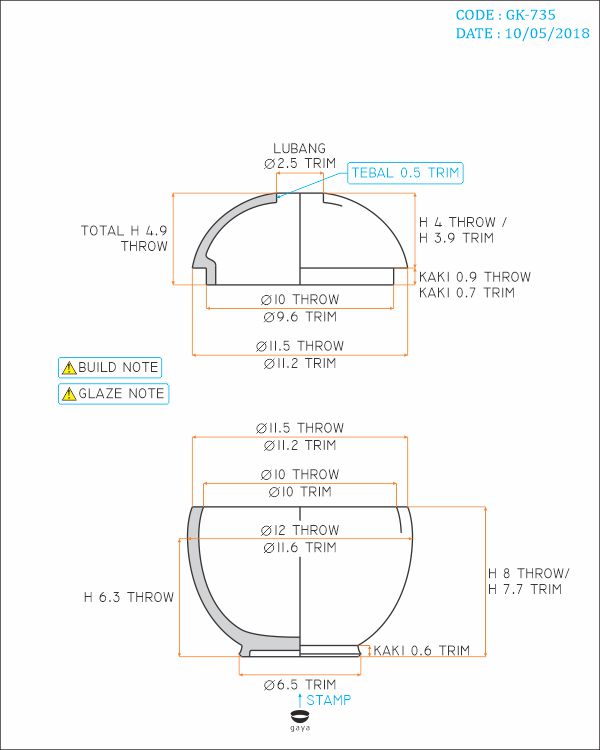 CODE : GK-735
DATE : 10/05/2018
LUBANG
Ø2.5 TRIM
TEBAL 0.5 TRIM
TOTAL H 4.9
THROW
H 4 THROW /
H 3.9 TRIM
KAKI 0.9 THROW
KAKI 0.7 TRIM
Ø10 THROW
Ø9.6 TRIM
Ø11.5 THROW
Ø11.2 TRIM
BUILD NOTE
GLAZE NOTE
Ø11.5 THROW
Ø11.2 TRIM
Ø10 THROW
Ø10 TRIM
Ø12 THROW
Ø11.6 TRIM
H 6.3 THROW
H 8 THROW/
H 7.7 TRIM
KAKI 0.6 TRIM
Ø6.5 TRIM
STAMP
gaya